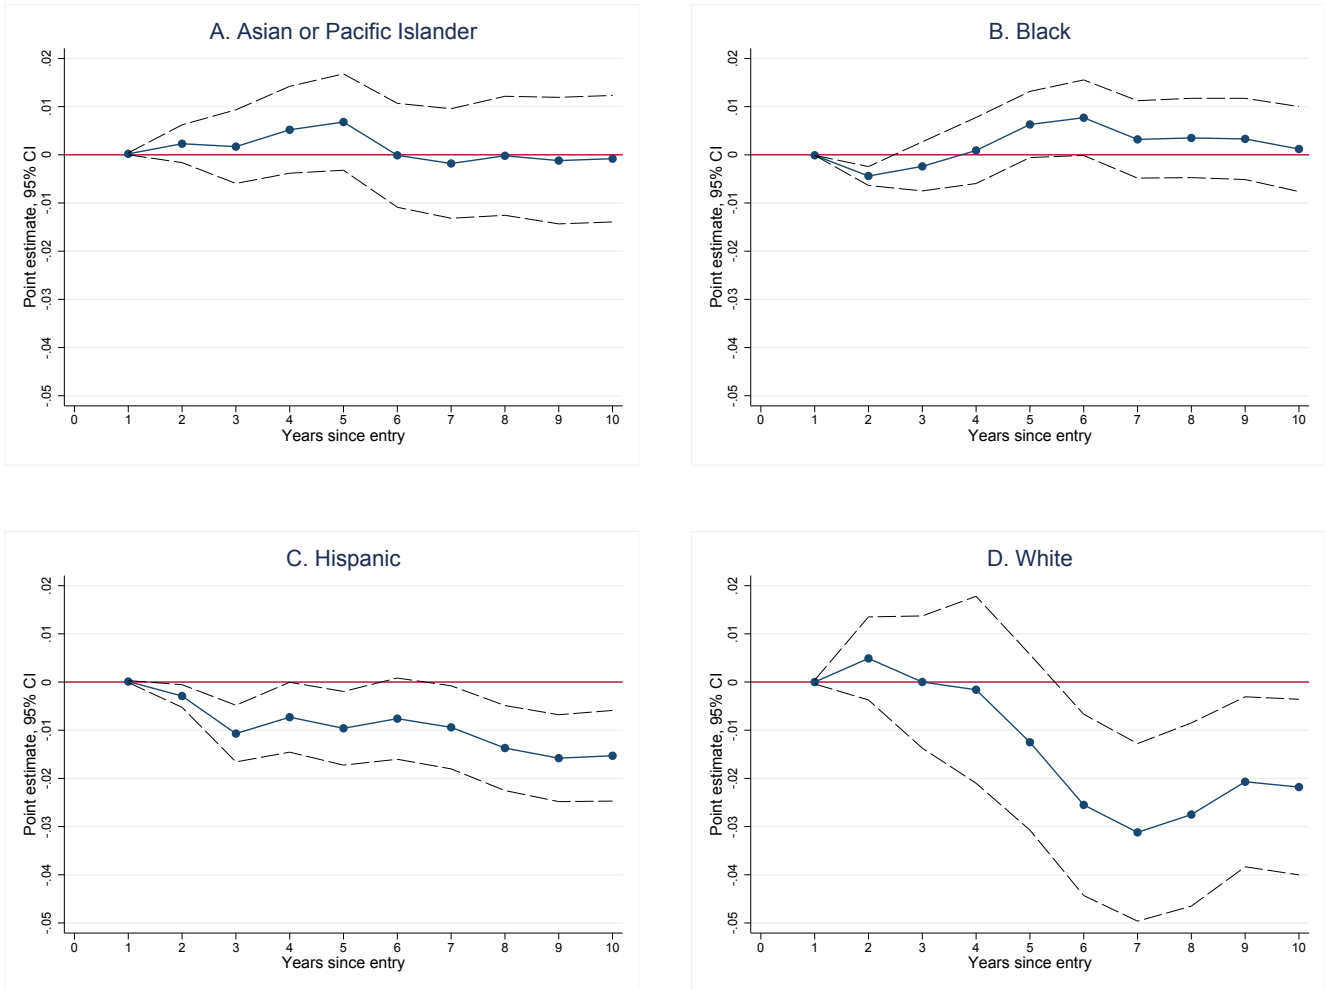 A. Asian or Pacific Islander
Point estimate, 95% CI
.02
.01
0
-.01
-.02
-.03
-.04
-.05
0 1 2 3 4 5 6 7 8 9 10
Years since entry
B. Black
Point estimate, 95% CI
.02
.01
0
-.01
-.02
-.03
-.04
-.05
0 1 2 3 4 5 6 7 8 9 10
Years since entry
C. Hispanic
Point estimate, 95% CI
.02
.01
0
-.01
-.02
-.03
-.04
-.05
0 1 2 3 4 5 6 7 8 9 10
Years since entry
D. White
Point estimate, 95% CI
.02
.01
0
-.01
-.02
-.03
-.04
-.05
0 1 2 3 4 5 6 7 8 9 10
Years since entry